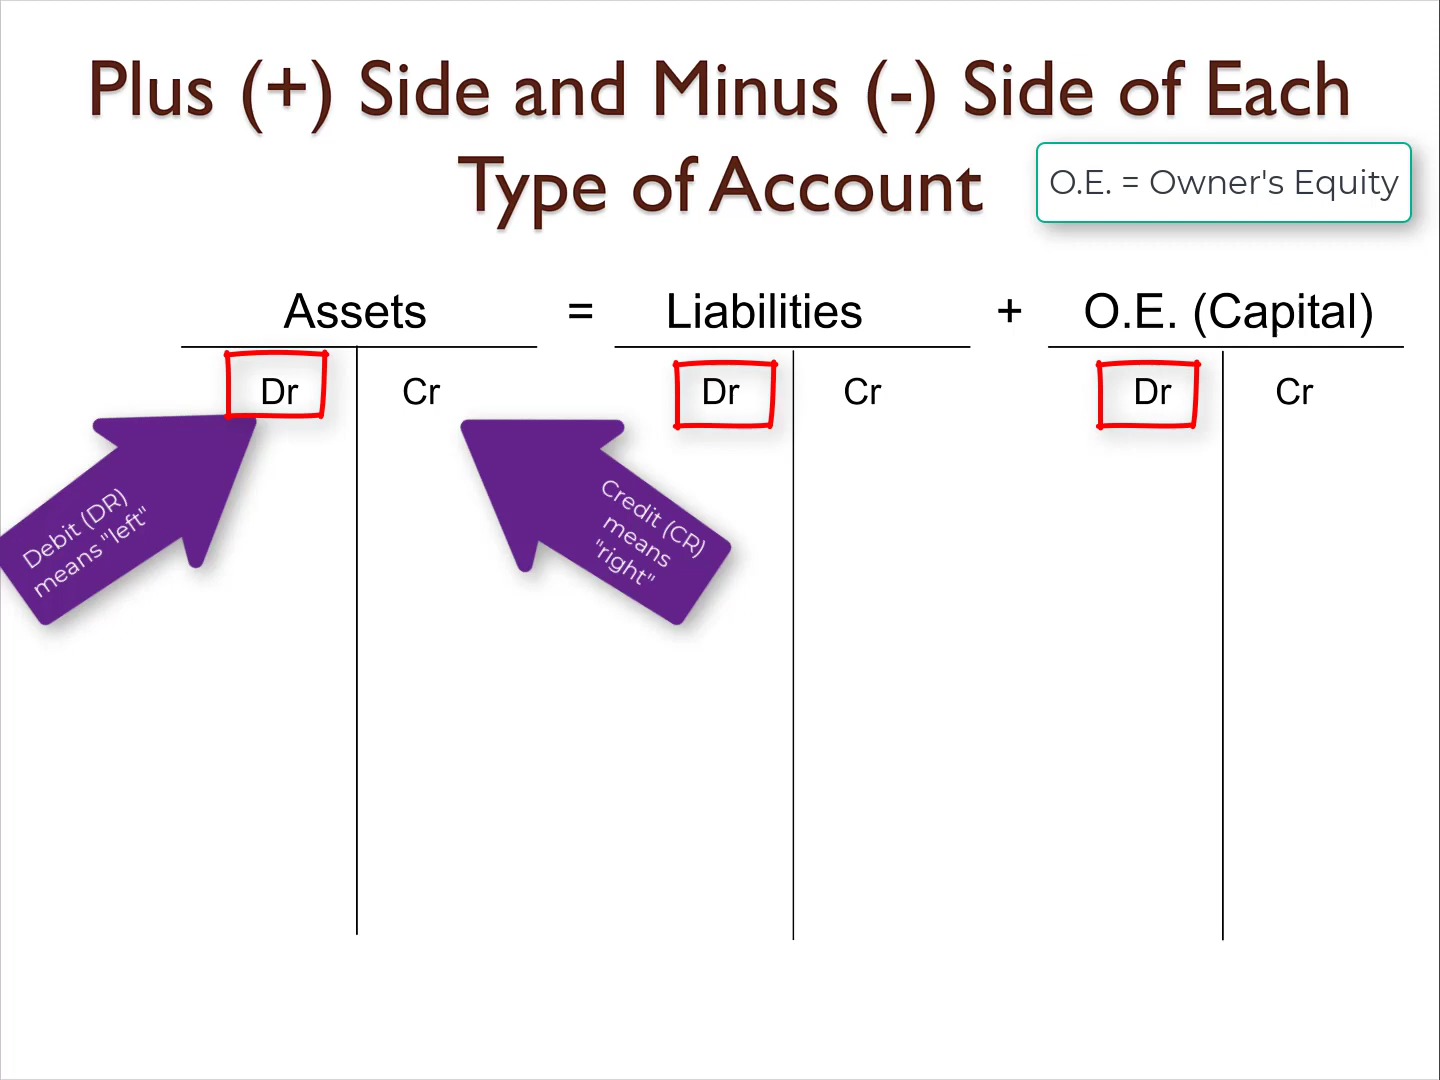 Plus (+) Side and Minus (-) Side of Each
Type of Account
O.E. = Owner's Equity
Assets = Liabilities + O.E. (Capital)
Dr Cr Dr Cr Dr Cr
Debit (DR)
means "left"
Credit (CR)
means
"right"